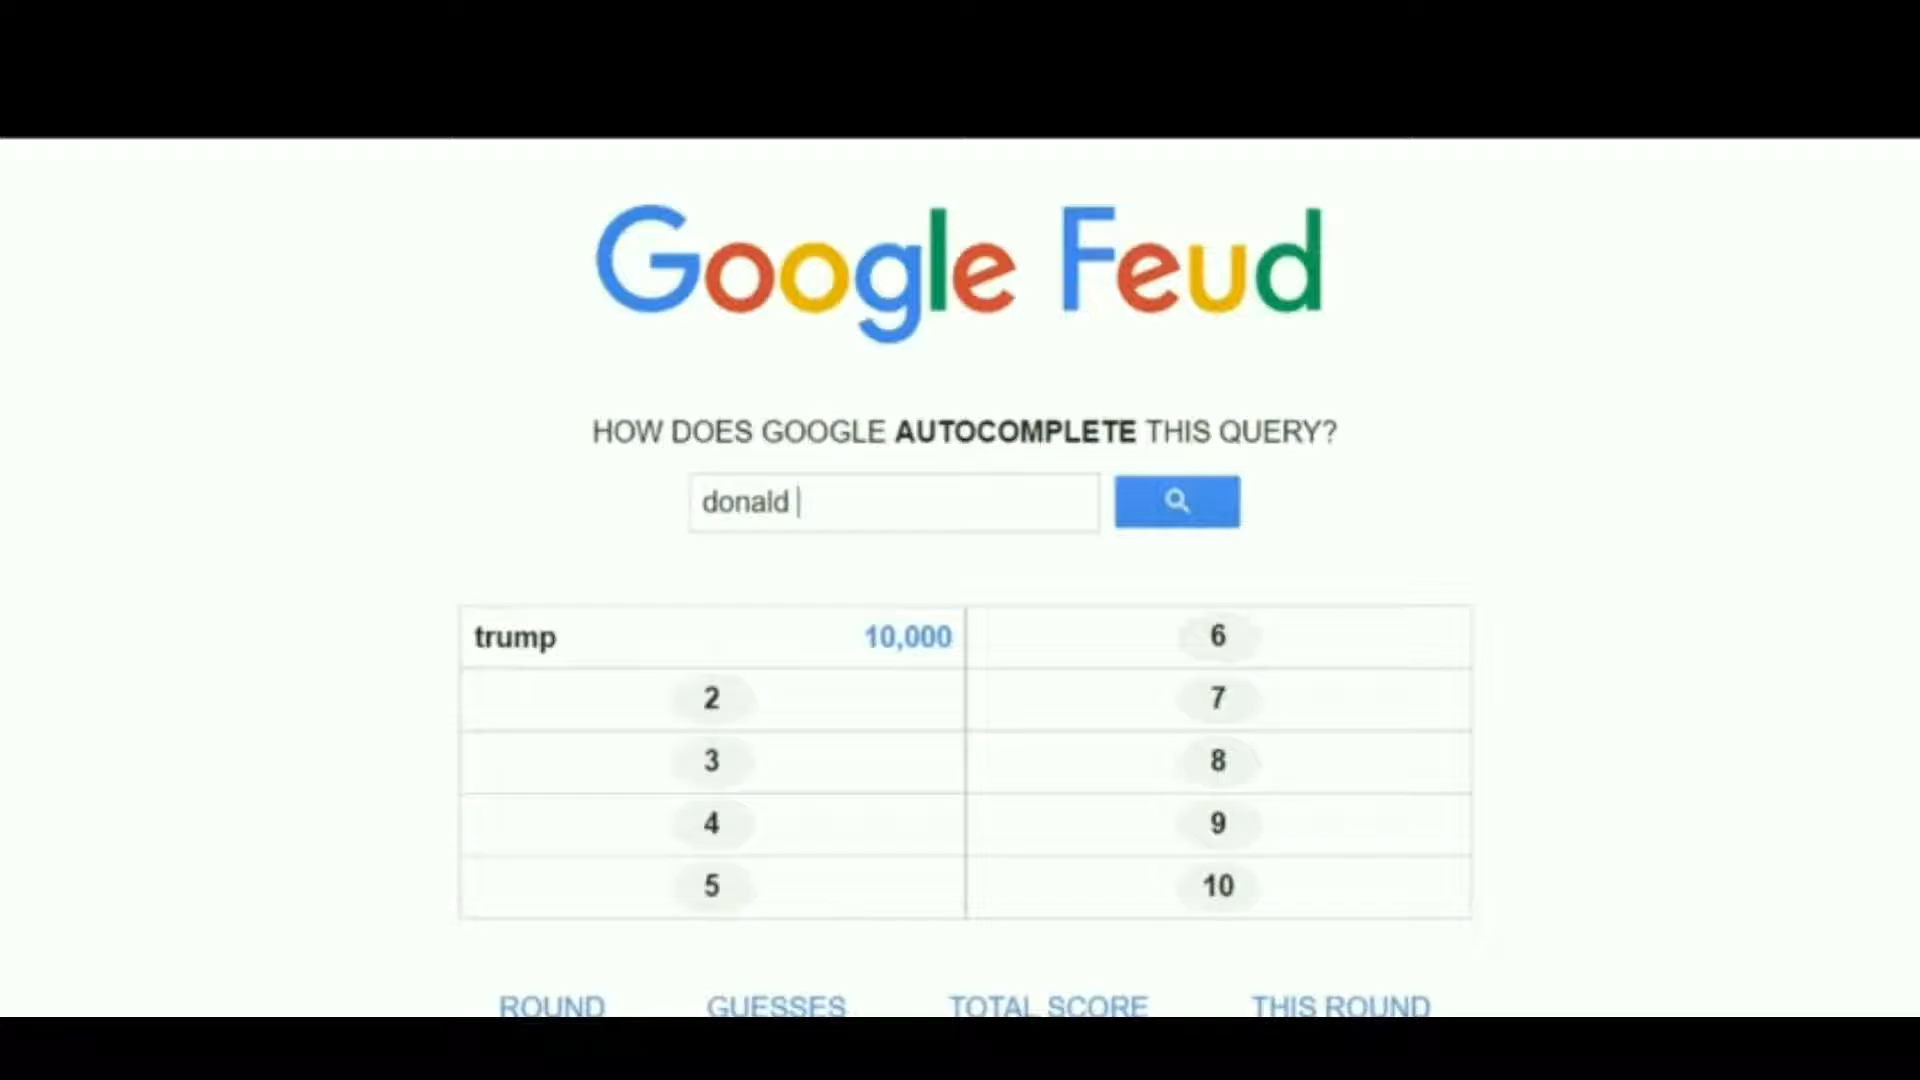 Google Feud
HOW DOES GOOGLE AUTOCOMPLETE THIS QUERY?
donald
trump 10,000 6
2 7
3 8
4 9
5 10
ROUND GUESSES TOTAL SCORE THIS ROUND